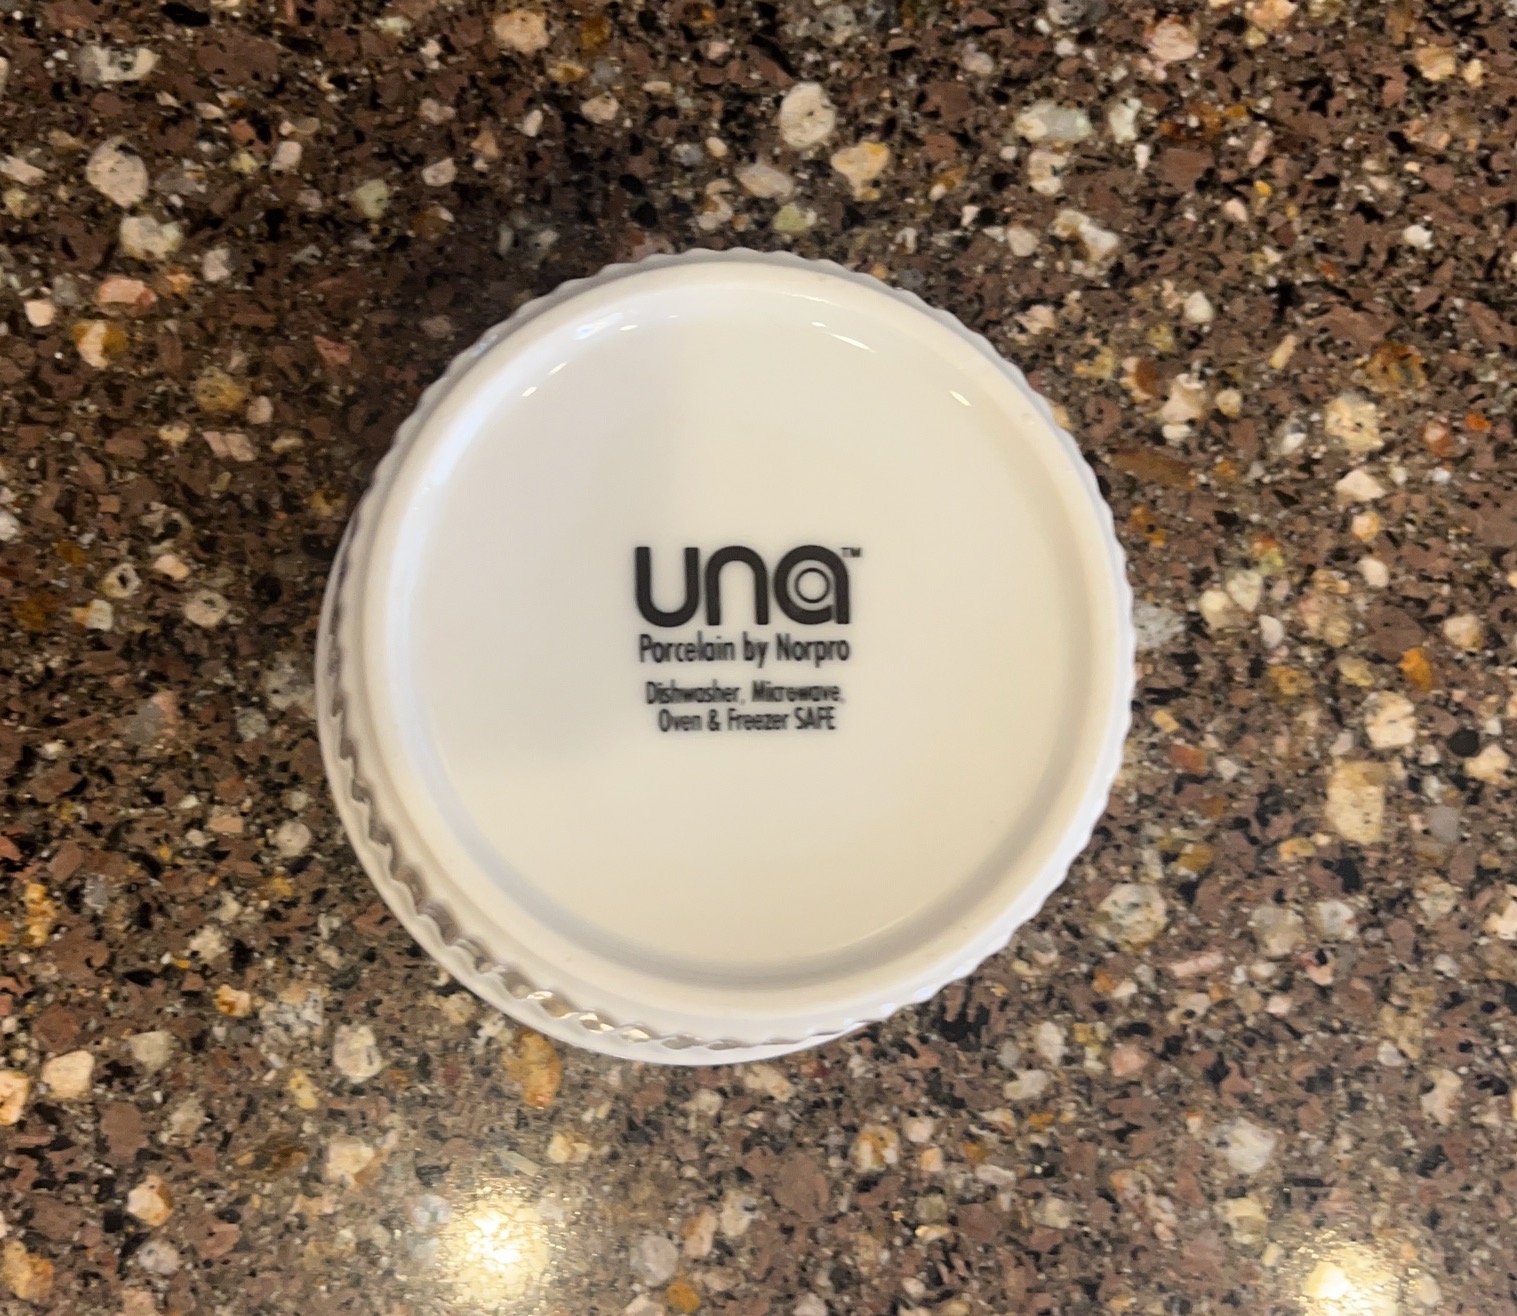 una™
Porcelain by Norpro
Dishwasher, Microwave,
Oven & Freezer SAFE